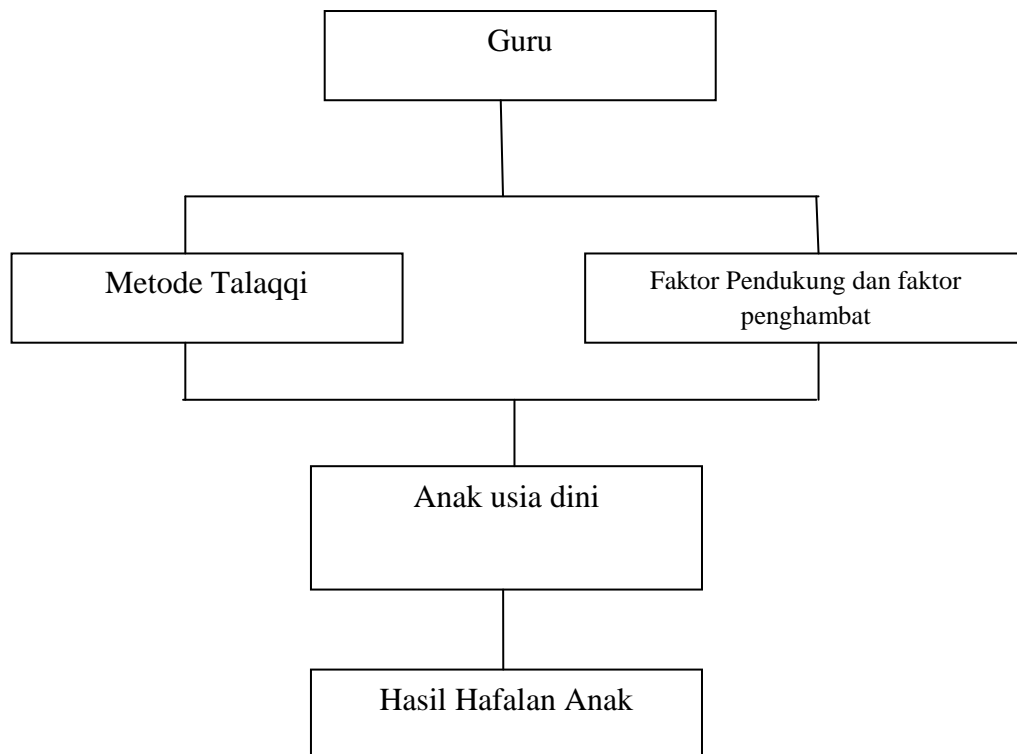 Guru
Metode Talaqqi
Faktor Pendukung dan faktor
penghambat
Anak usia dini
Hasil Hafalan Anak